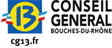 CONSEIL
GENERAL
BOUCHES-DU-RHÔNE
cg13.fr